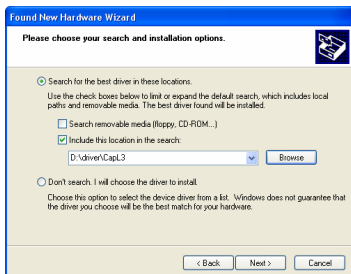 Found New Hardware Wizard
Please choose your search and installation options.
Search for the best driver in these locations.
Use the check boxes below to limit or expand the default search, which includes local
paths and removable media. The best driver found will be installed.
Search removable media (floppy, CD-ROM...)
Include this location in the search:
D:\driver\CapL3
Browse
Don't search. I will choose the driver to install.
Choose this option to select the device driver from a list. Windows does not guarantee that
the driver you choose will be the best match for your hardware.
< Back
Next >
Cancel